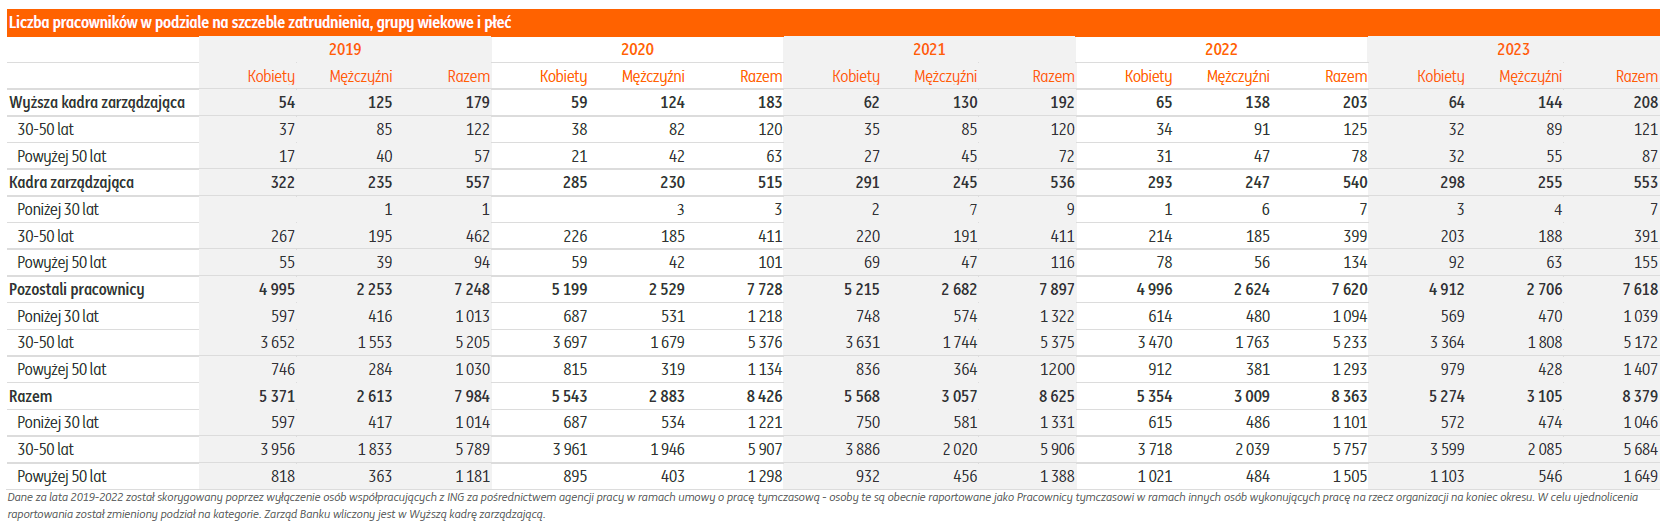 Liczba pracowników w podziale na szczeble zatrudnienia, grupy wiekowe i płeć
2019 2020 2021 2022 2023
Kobiety Mężczyźni Razem Kobiety Mężczyźni Razem Kobiety Mężczyźni Razem Kobiety Mężczyźni Razem Kobiety Mężczyźni Razem
Wyższa kadra zarządzająca 54 125 179 59 124 183 62 130 192 65 138 203 64 144 208
30-50 lat 37 85 122 38 82 120 35 85 120 34 91 125 32 89 121
Powyżej 50 lat 17 40 57 21 42 63 27 45 72 31 47 78 32 55 87
Kadra zarządzająca 322 235 557 285 230 515 291 245 536 293 247 540 298 255 553
Poniżej 30 lat 1 1 3 3 2 7 9 1 6 7 3 4 7
30-50 lat 267 195 462 226 185 411 220 191 411 214 185 399 203 188 391
Powyżej 50 lat 55 39 94 59 42 101 69 47 116 78 56 134 92 63 155
Pozostali pracownicy 4 995 2 253 7 248 5 199 2 529 7 728 5 215 2 682 7 897 4 996 2 624 7 620 4 912 2 706 7 618
Poniżej 30 lat 597 416 1 013 687 531 1 218 748 574 1 322 614 480 1 094 569 470 1 039
30-50 lat 3 652 1 553 5 205 3 697 1 679 5 376 3 631 1 744 5 375 3 470 1 763 5 233 3 364 1 808 5 172
Powyżej 50 lat 746 284 1 030 815 319 1 134 836 364 1200 912 381 1 293 979 428 1 407
Razem 5 371 2 613 7 984 5 543 2 883 8 426 5 568 3 057 8 625 5 354 3 009 8 363 5 274 3 105 8 379
Poniżej 30 lat 597 417 1 014 687 534 1 221 750 581 1 331 615 486 1 101 572 474 1 046
30-50 lat 3 956 1 833 5 789 3 961 1 946 5 907 3 886 2 020 5 906 3 718 2 039 5 757 3 599 2 085 5 684
Powyżej 50 lat 818 363 1 181 895 403 1 298 932 456 1 388 1 021 484 1 505 1 103 546 1 649
Dane za lata 2019-2022 został skorygowany poprzez wyłączenie osób współpracujących z ING za pośrednictwem agencji pracy w ramach umowy o pracę tymczasową - osoby te są obecnie raportowane jako Pracownicy tymczasowi w ramach innych osób wykonujących pracę na rzecz organizacji na koniec okresu. W celu ujednolicenia
raportowania został zmieniony podział na kategorie. Zarząd Banku wliczony jest w Wyższą kadrę zarządzającą.